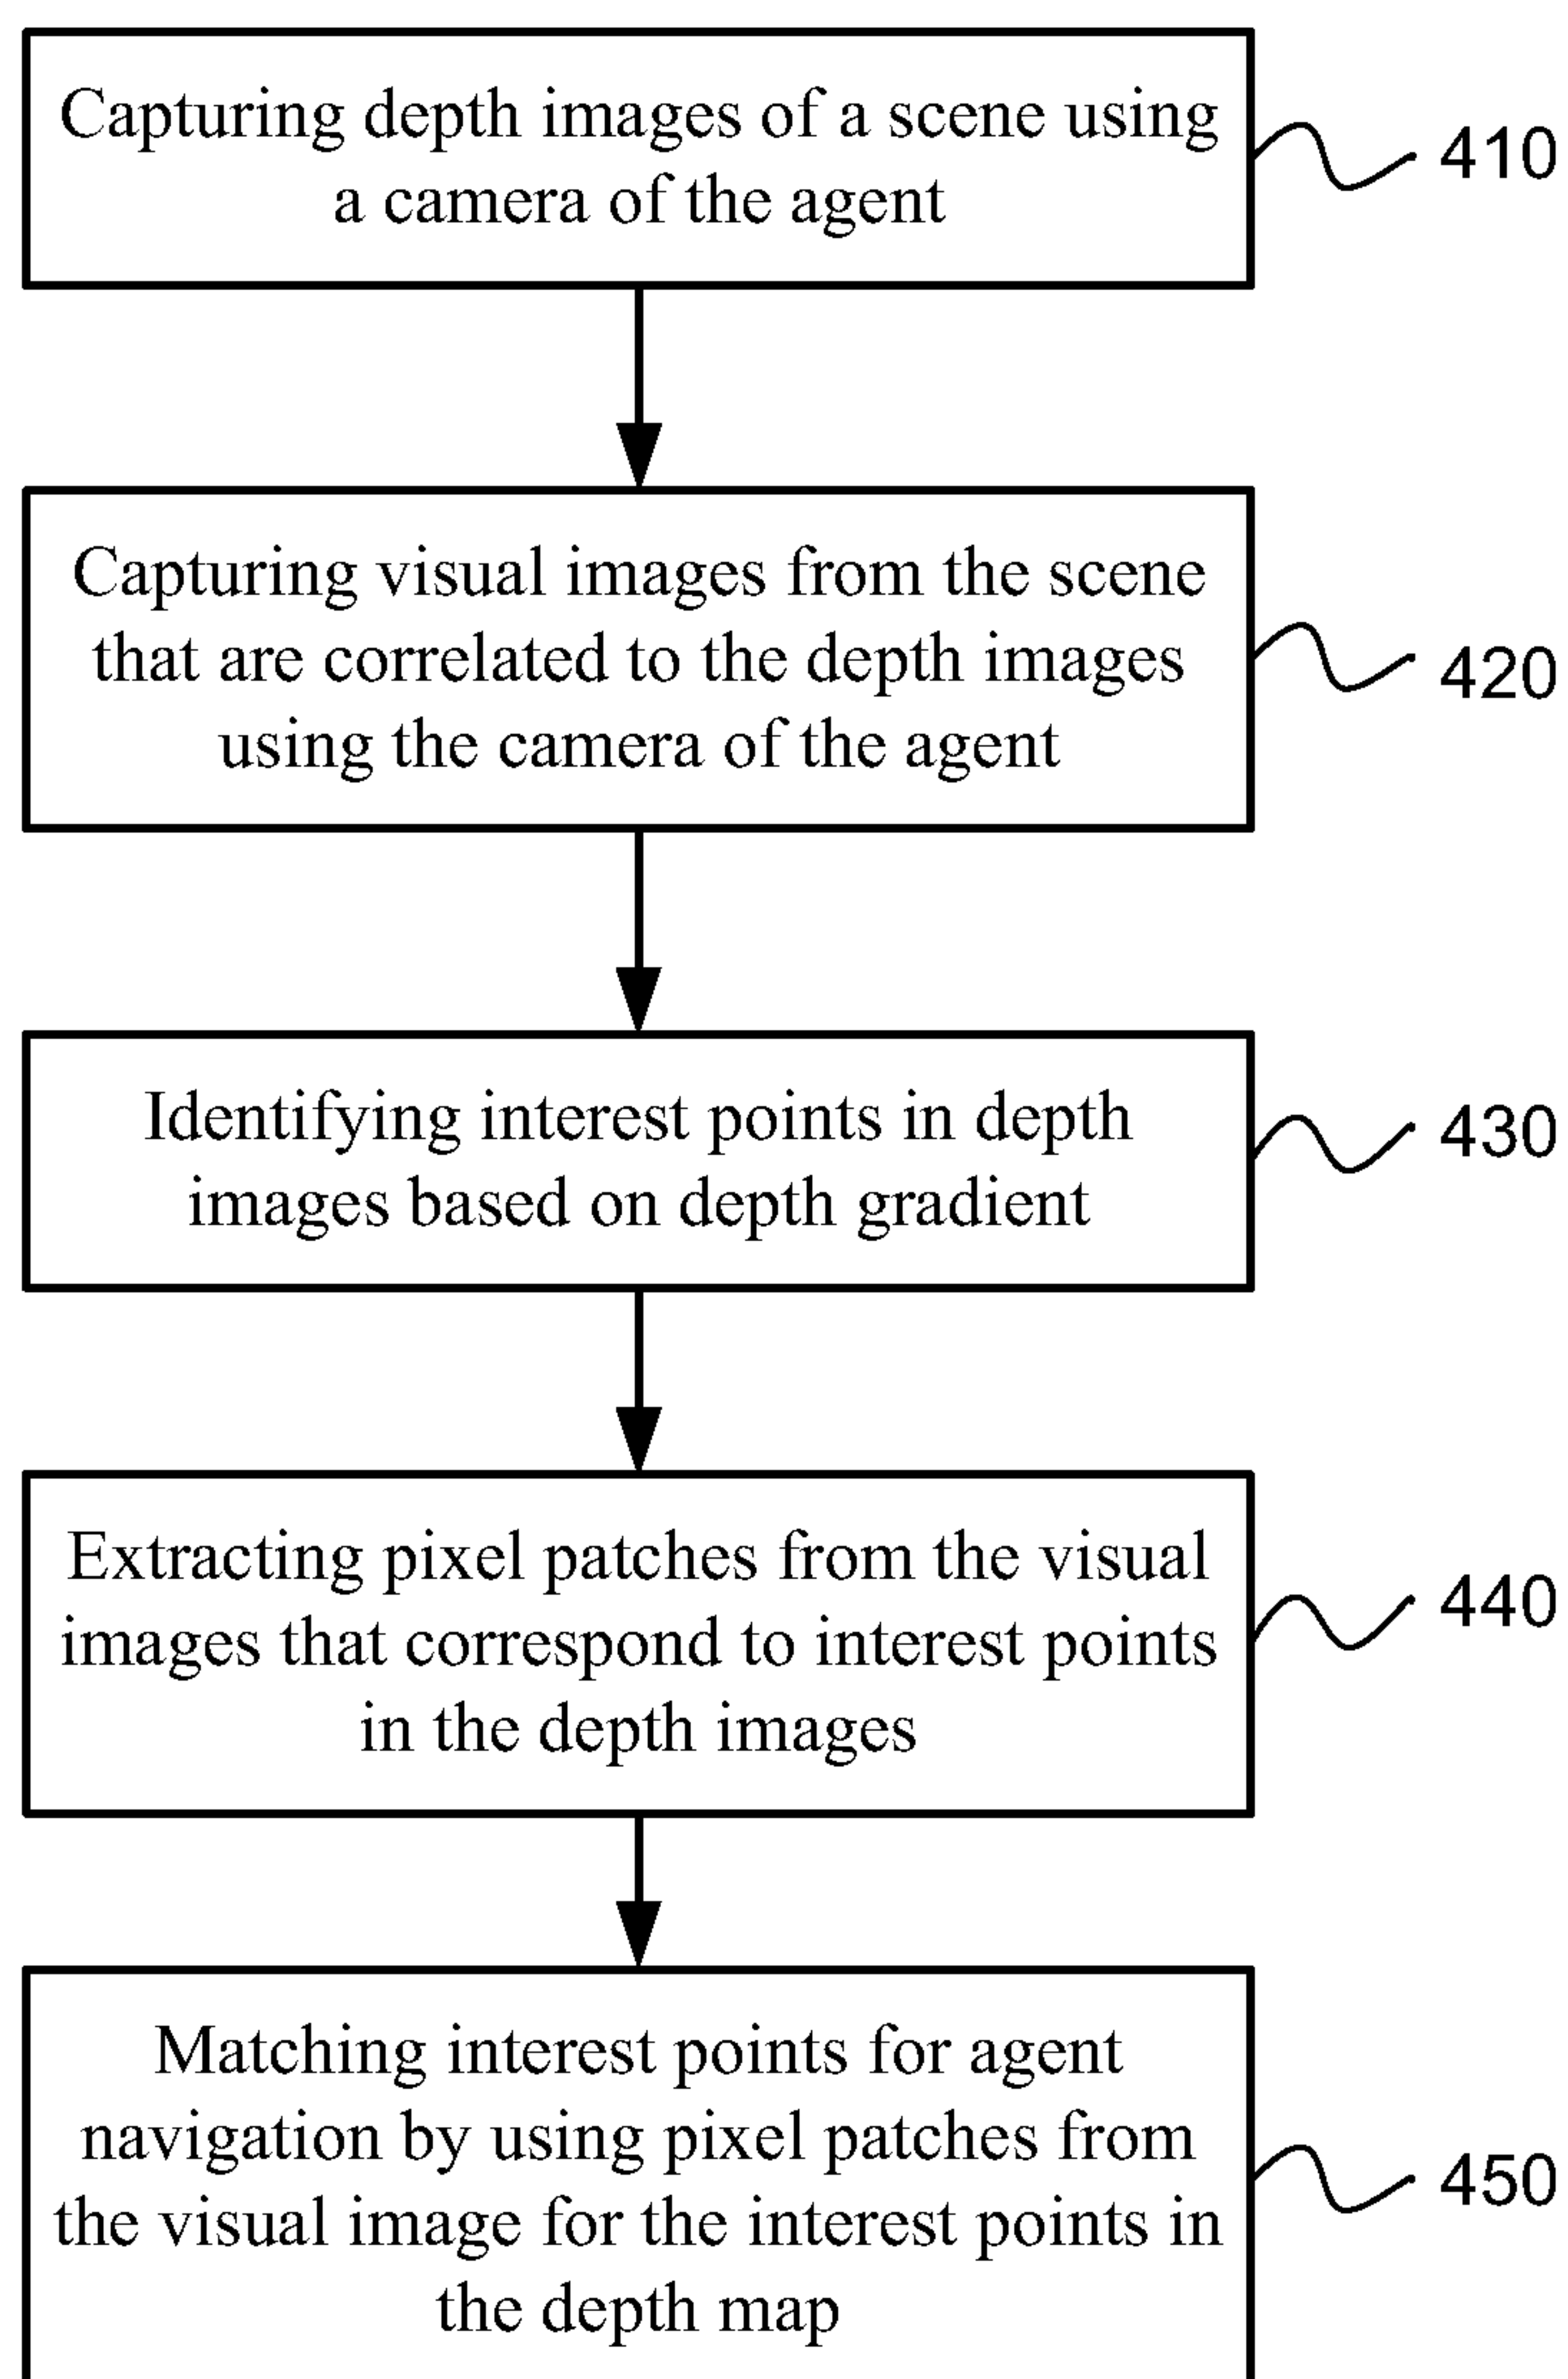 Capturing depth images of a scene using
a camera of the agent
410
Capturing visual images from the scene
that are correlated to the depth images
using the camera of the agent
420
Identifying interest points in depth
images based on depth gradient
430
Extracting pixel patches from the visual
images that correspond to interest points
in the depth images
440
Matching interest points for agent
navigation by using pixel patches from
the visual image for the interest points in
the depth map
450